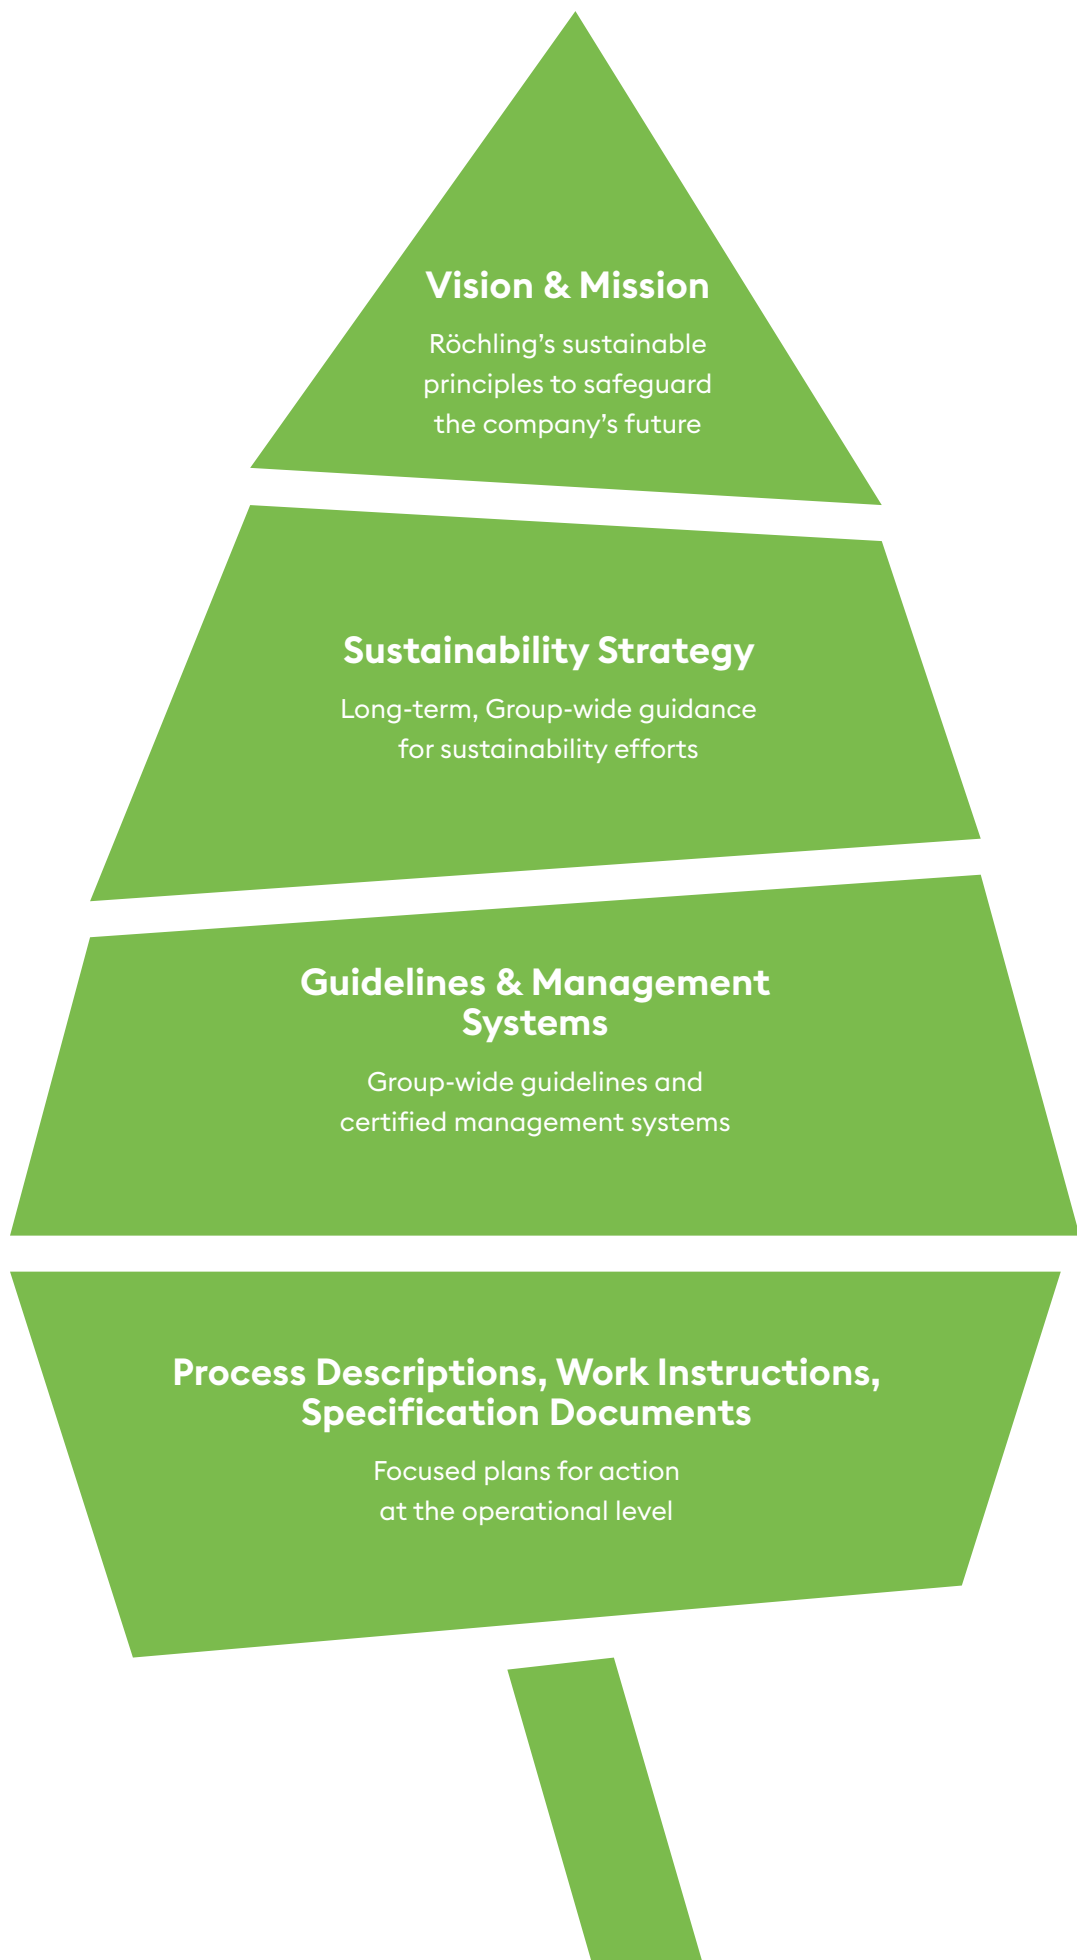 Vision & Mission
Röchling’s sustainable
principles to safeguard
the company’s future
Sustainability Strategy
Long-term, Group-wide guidance
for sustainability efforts
Guidelines & Management
Systems
Group-wide guidelines and
certified management systems
Process Descriptions, Work Instructions,
Specification Documents
Focused plans for action
at the operational level